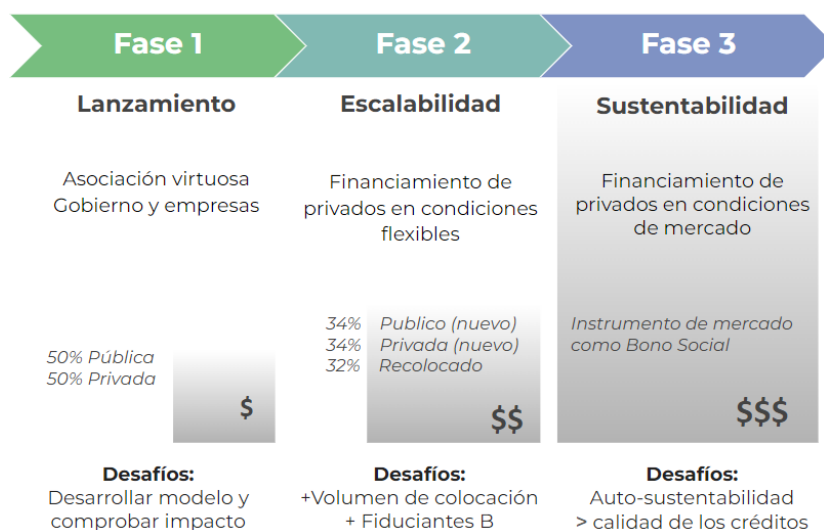 Fase 1
Fase 2
Fase 3
Lanzamiento
Asociación virtuosa
Gobierno y empresas
50% Pública
50% Privada
$
Desafíos:
Desarrollar modelo y
comprobar impacto
Escalabilidad
Financiamiento de
privados en condiciones
flexibles
34% Publico (nuevo)
34% Privada (nuevo)
32% Recolocado
$$
Desafíos:
+Volumen de colocación
+ Fiduciantes B
Sustentabilidad
Financiamiento de
privados en condiciones
de mercado
Instrumento de mercado
como Bono Social
$$$
Desafíos:
Auto-sustentabilidad
> calidad de los créditos